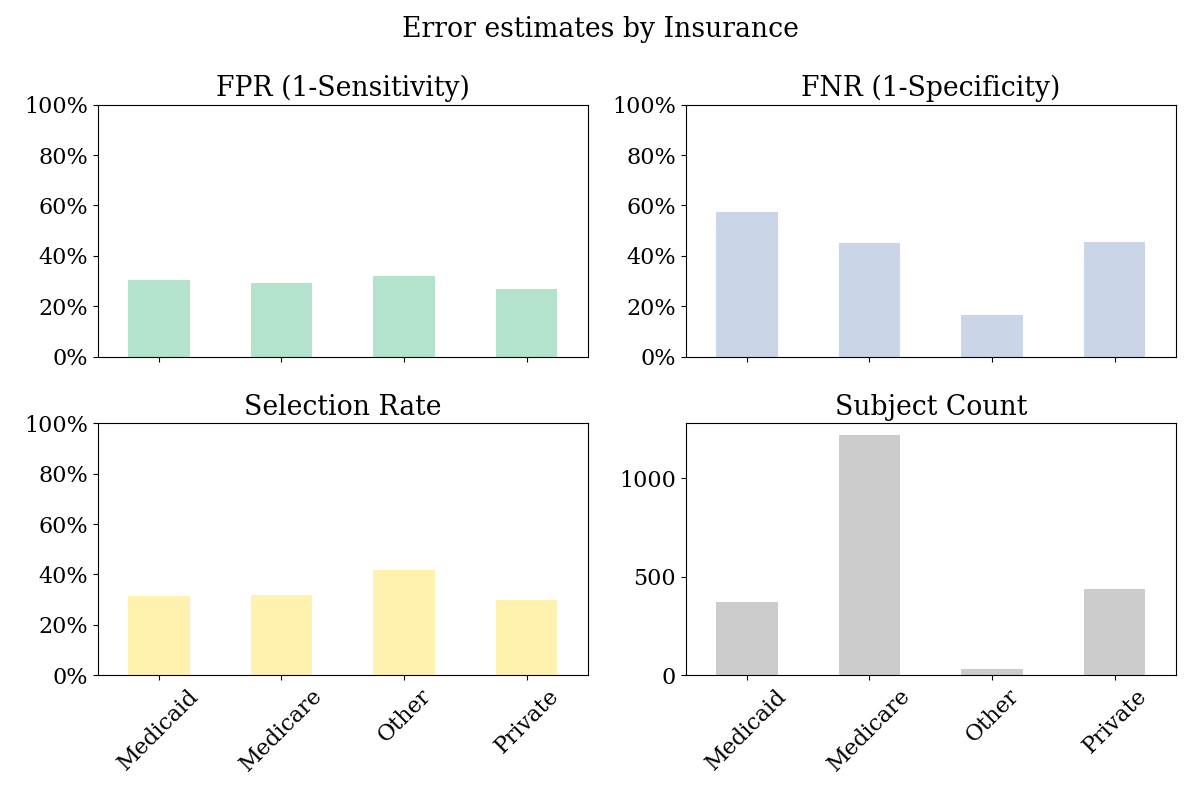 Error estimates by Insurance
FPR (1-Sensitivity)
100%
80%
60%
40%
20%
0%
FNR (1-Specificity)
100%
80%
60%
40%
20%
0%
Selection Rate
100%
80%
60%
40%
20%
0%
Medicaid
Medicare
Other
Private
Subject Count
1000
500
0
Medicaid
Medicare
Other
Private